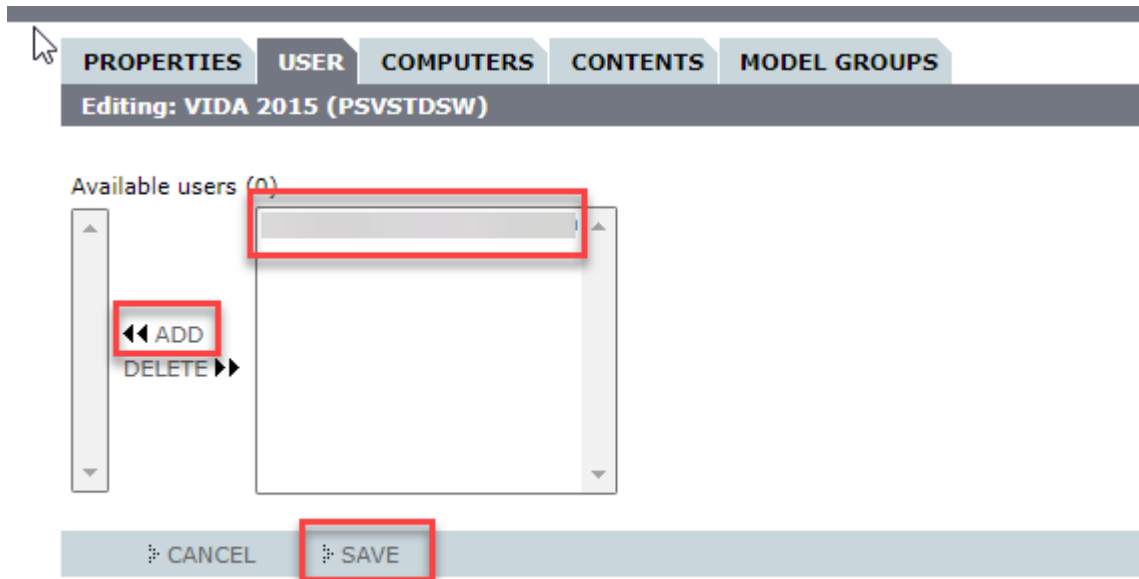 PROPERTIES USER COMPUTERS CONTENTS MODEL GROUPS
Editing: VIDA 2015 (PSVSTDSW)
Available users (0)
ADD
DELETE
CANCEL SAVE